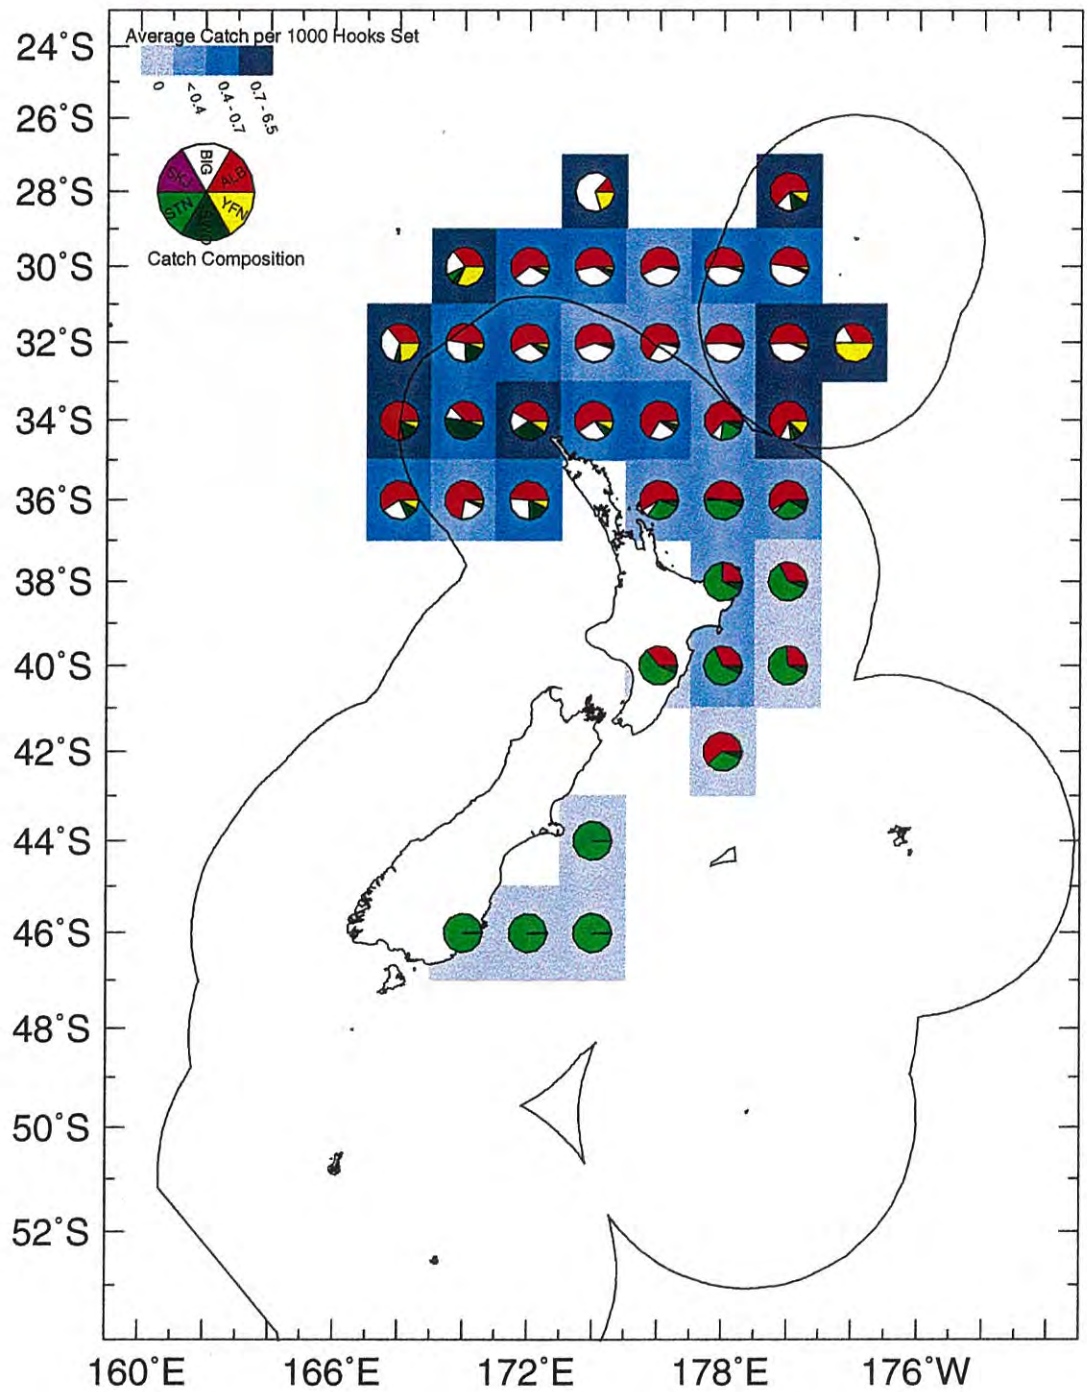 Average Catch per 1000 Hooks Set
0
< 0.4
0.4 - 0.7
0.7 - 6.5
BIG
ALB
YFN
STN
SKJ
Catch Composition
24°S
26°S
28°S
30°S
32°S
34°S
36°S
38°S
40°S
42°S
44°S
46°S
48°S
50°S
52°S
160°E 166°E 172°E 178°E 176°W